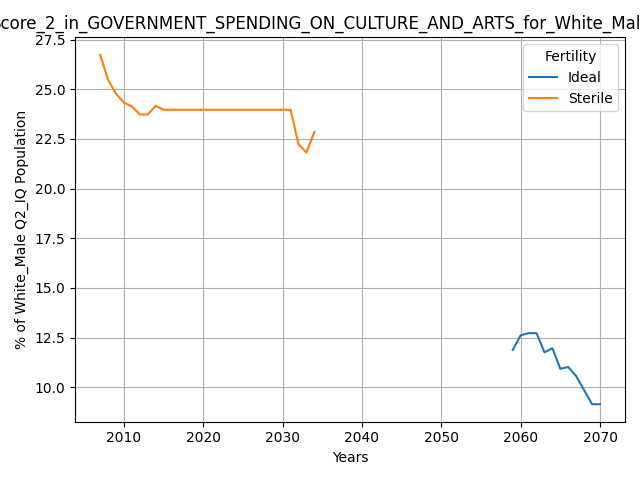 core_2_in_GOVERNMENT_SPENDING_ON_CULTURE_AND_ARTS_for_White_Mal
27.5
25.0
22.5
20.0
17.5
15.0
12.5
10.0
% of White_Male Q2_IQ Population
Fertility
Ideal
Sterile
2010 2020 2030 2040 2050 2060 2070
Years